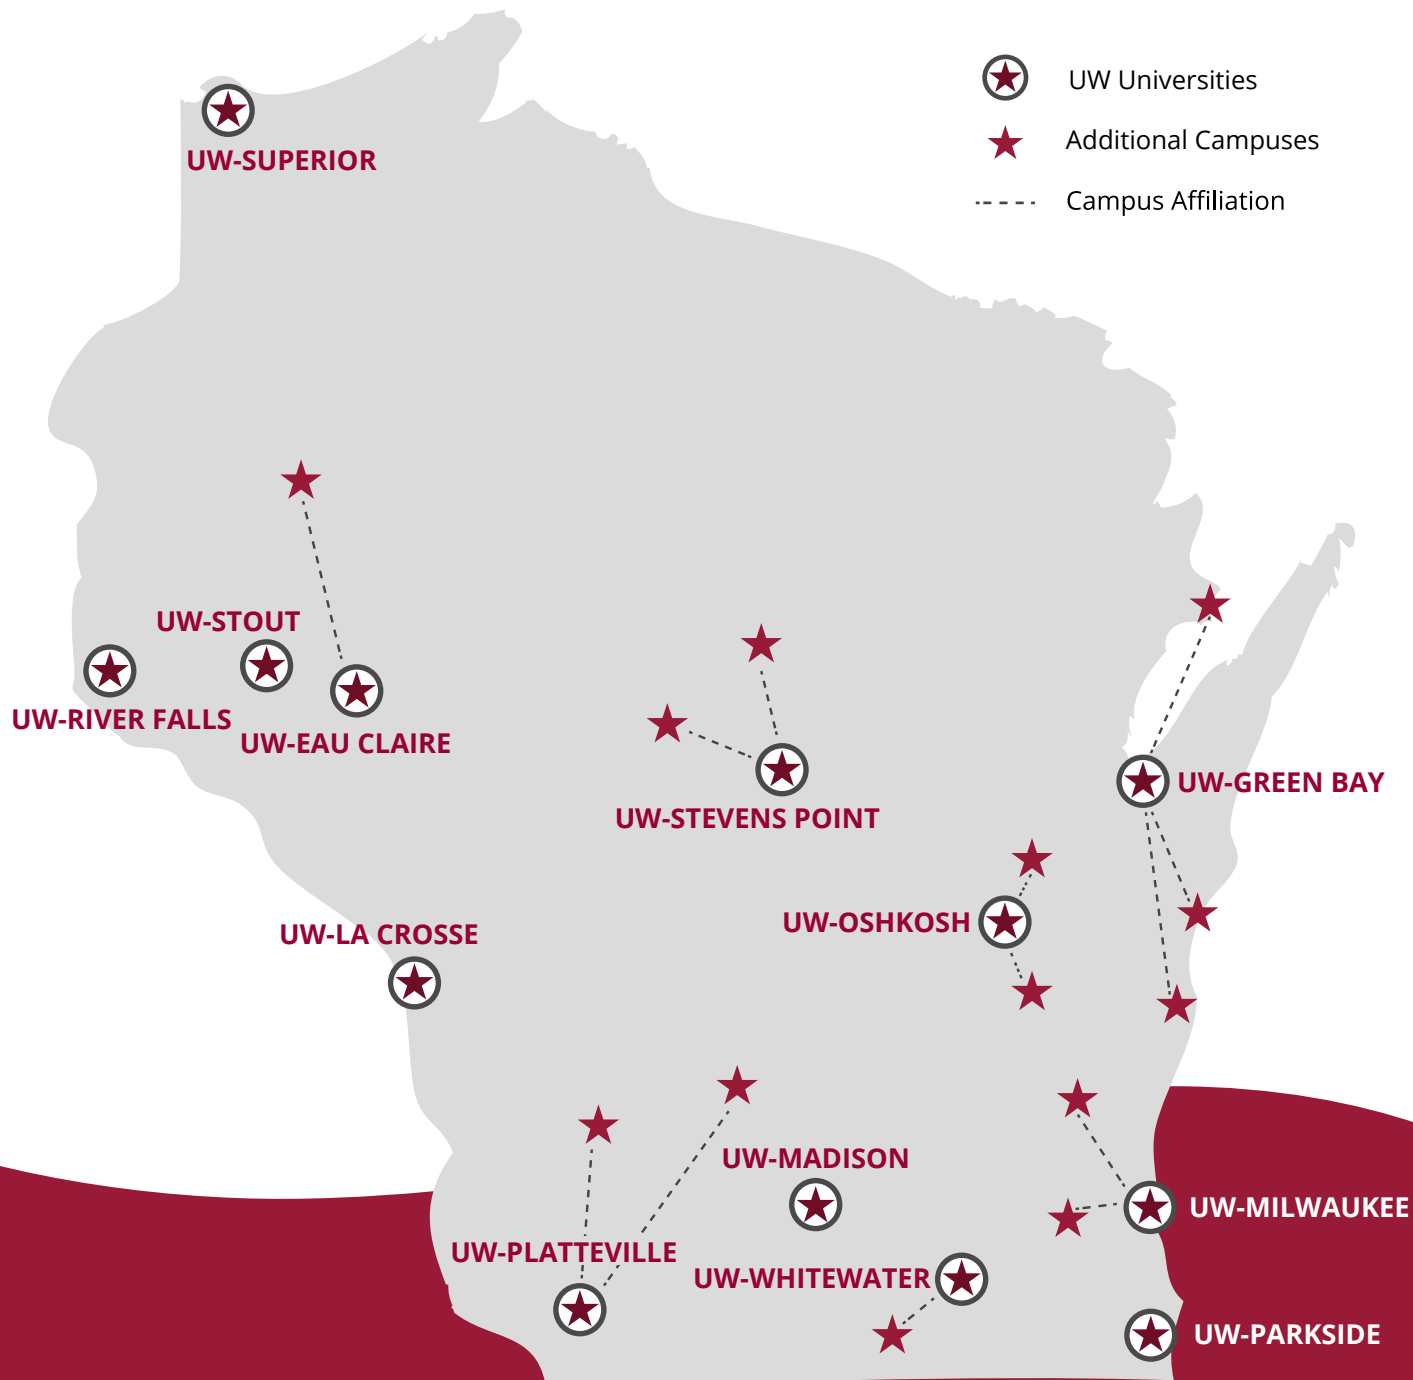 UW Universities
Additional Campuses
Campus Affiliation
UW-SUPERIOR
UW-STOUT
UW-RIVER FALLS
UW-EAU CLAIRE
UW-STEVENS POINT
UW-GREEN BAY
UW-OSHKOSH
UW-LA CROSSE
UW-MADISON
UW-MILWAUKEE
UW-PLATTEVILLE
UW-WHITEWATER
UW-PARKSIDE